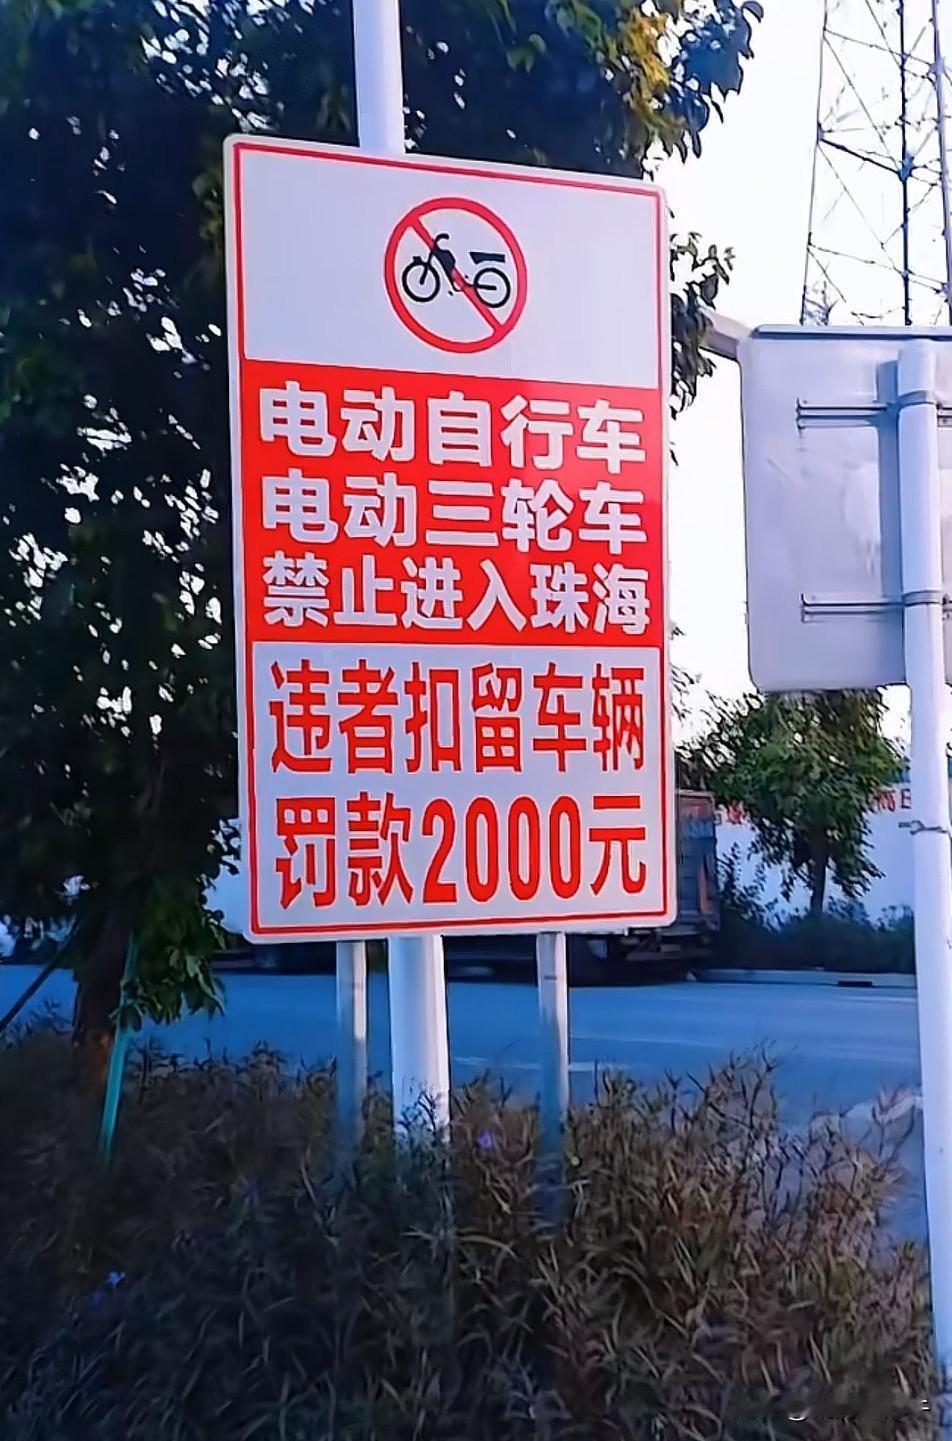 电动自行车
电动三轮车
禁止进入珠海
违者扣留车辆
罚款2000元